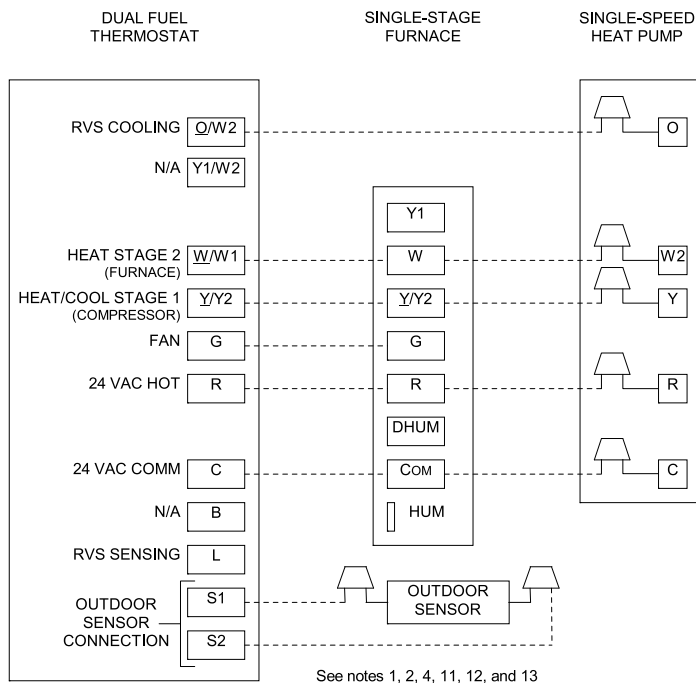 DUAL FUEL
THERMOSTAT
SINGLE-STAGE
FURNACE
SINGLE-SPEED
HEAT PUMP
RVS COOLING O/W2 O
N/A Y1/W2
Y1
HEAT STAGE 2
(FURNACE)
W/W1 W W2
HEAT/COOL STAGE 1
(COMPRESSOR)
Y/Y2 Y/Y2 Y
FAN G G
24 VAC HOT R R R
DHUM
24 VAC COMM C COM C
N/A B HUM
RVS SENSING L
OUTDOOR
SENSOR
CONNECTION
S1
S2
OUTDOOR
SENSOR
See notes 1, 2, 4, 11, 12, and 13